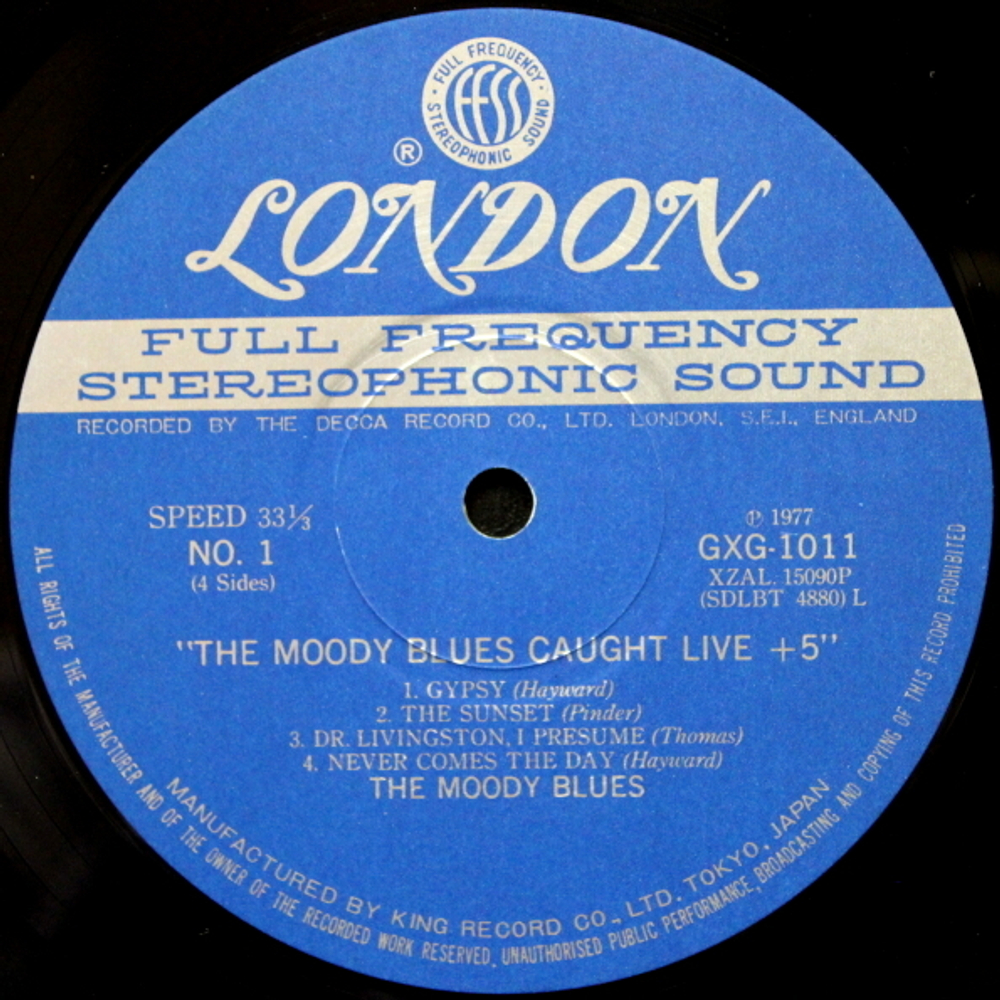 FULL FREQUENCY
STEREOPHONIC SOUND
FFSS
®
LONDON
FULL FREQUENCY
STEREOPHONIC SOUND
RECORDED BY THE DECCA RECORD CO., LTD. LONDON, S.E.I., ENGLAND
SPEED 33⅓
NO. 1
(4 Sides)
℗ 1977
GXG-1011
XZAL. 15090P
(SDLBT 4880) L
"THE MOODY BLUES CAUGHT LIVE +5"
1. GYPSY (Hayward)
2. THE SUNSET (Pinder)
3. DR. LIVINGSTON, I PRESUME (Thomas)
4. NEVER COMES THE DAY (Hayward)
THE MOODY BLUES
MANUFACTURED BY KING RECORD CO., LTD. TOKYO, JAPAN
ALL RIGHTS OF THE MANUFACTURER AND OF THE OWNER OF THE RECORDED WORK RESERVED. UNAUTHORISED PUBLIC PERFORMANCE, BROADCASTING AND COPYING OF THIS RECORD PROHIBITED